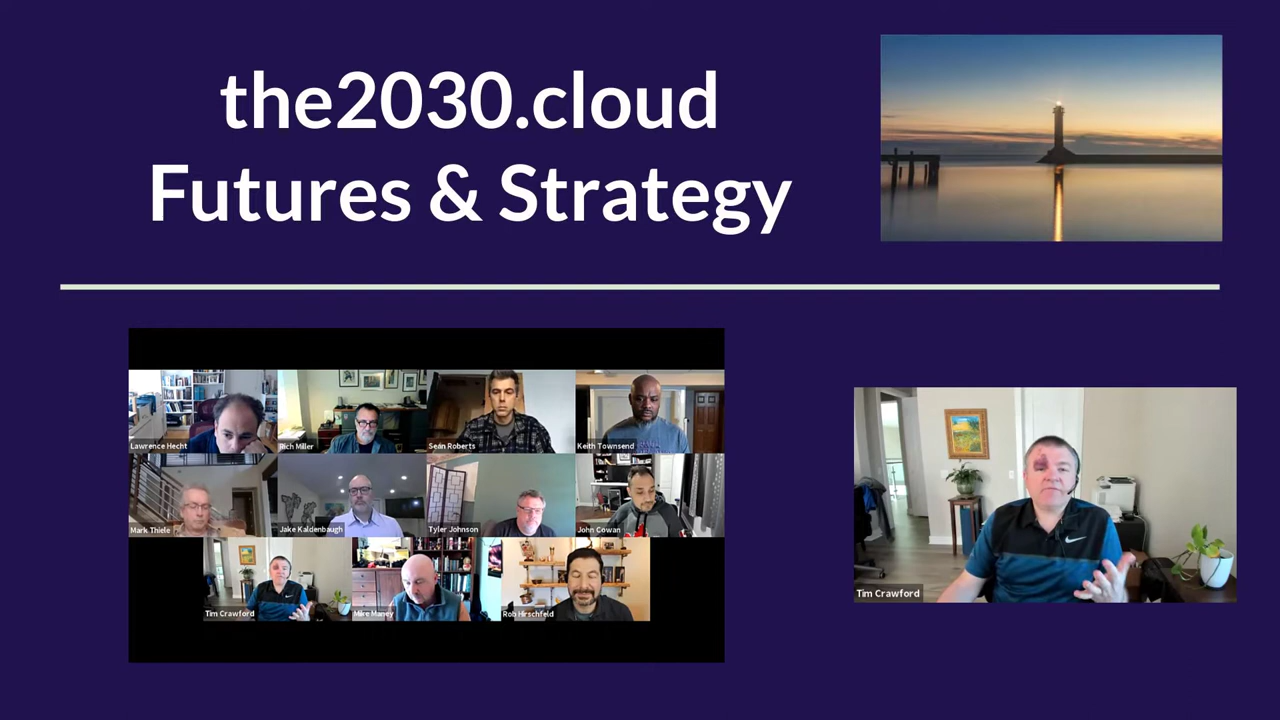 the2030.cloud
Futures & Strategy
Lawrence Hecht
Rich Miller
Seán Roberts
Keith Townsend
Mark Thiele
Jake Kaldenbaugh
Tyler Johnson
John Cowan
Tim Crawford
Mike Maney
Rob Hirschfeld
Tim Crawford